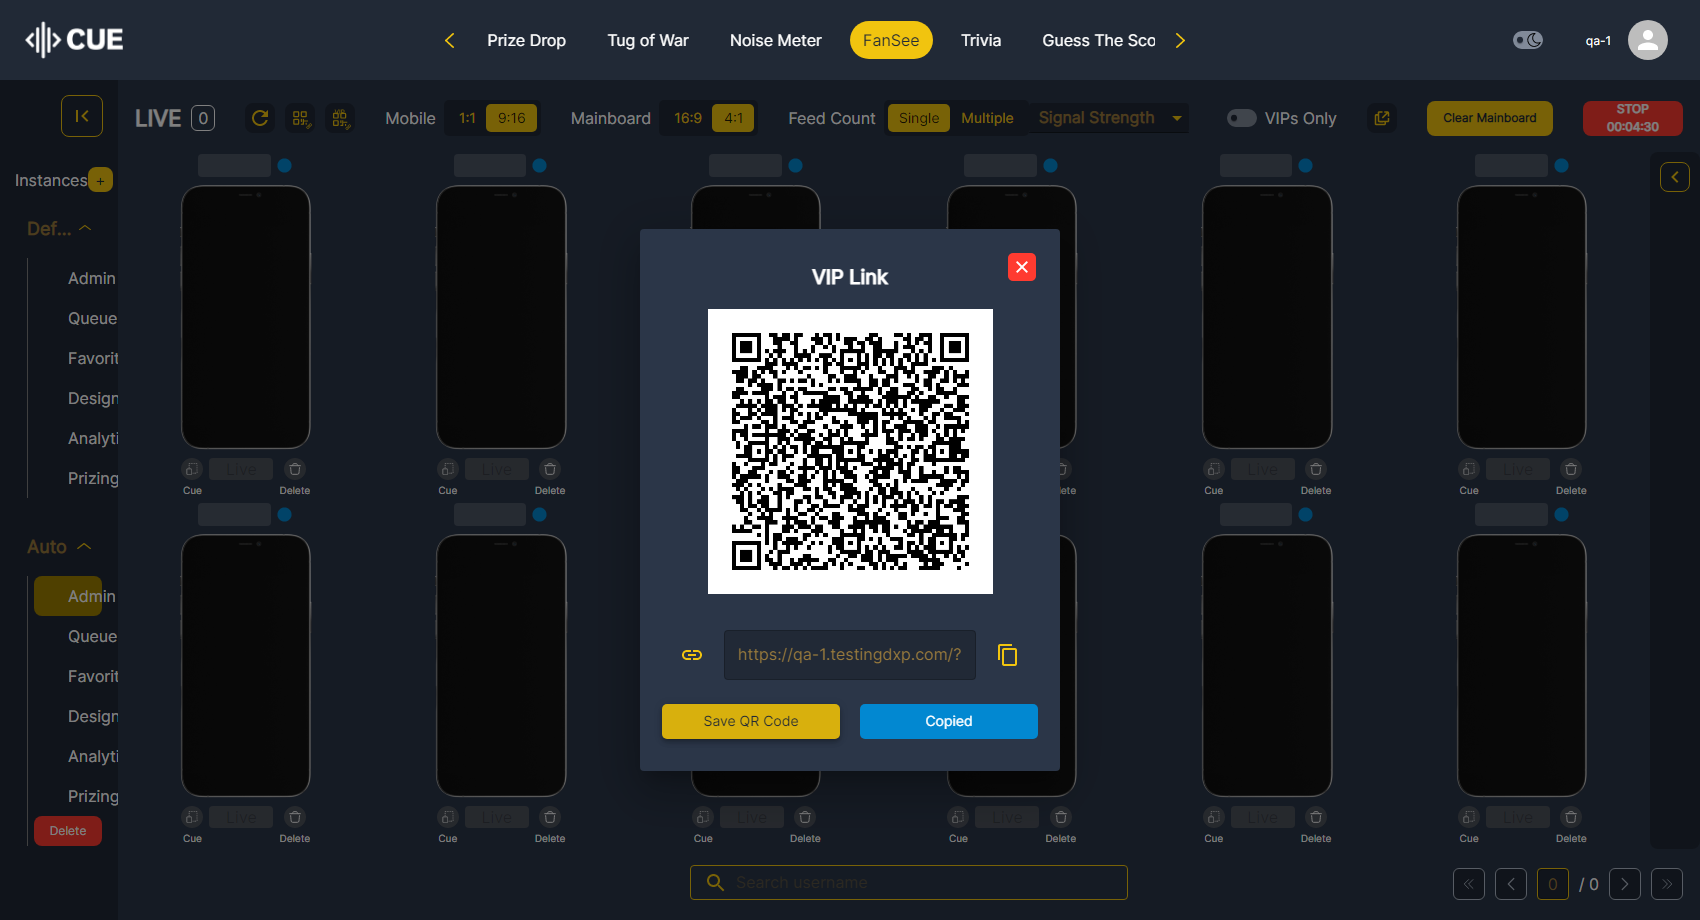 CUE
Prize Drop
Tug of War
Noise Meter
FanSee
Trivia
Guess The Sco
qa-1
LIVE 0
Mobile 1:1 9:16
Mainboard 16:9 4:1
Feed Count Single Multiple
Signal Strength
VIPs Only
Clear Mainboard
STOP
00:04:30
Instances +
Def...
Admin
Queue
Favorit
Design
Analyti
Prizing
Auto
Admin
Queue
Favorit
Design
Analyti
Prizing
Delete
VIP Link
https://qa-1.testingdxp.com/?
Save QR Code
Copied
Live Live Live Live
Cue Delete Cue Delete ete Cue Delete Cue Delete
Live Live Live Live Live Live
Cue Delete Cue Delete Cue Delete Cue Delete Cue Delete Cue Delete
Search username
0 / 0